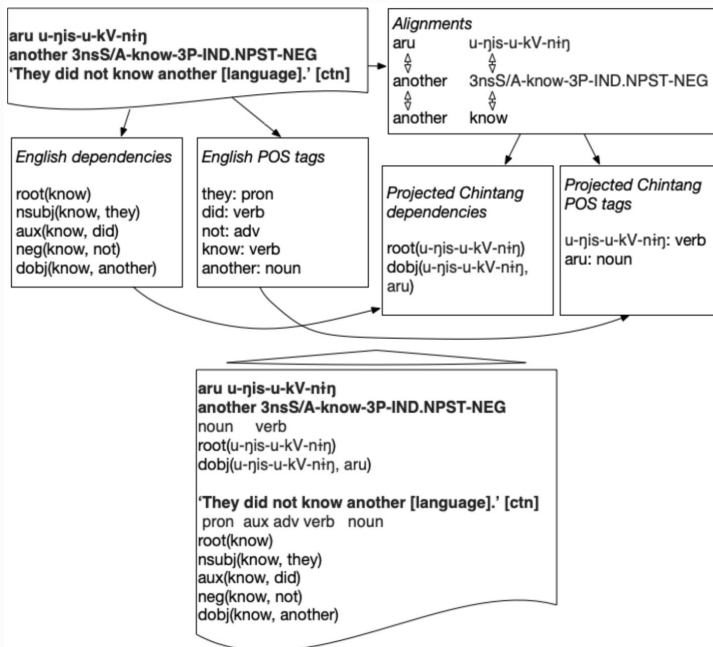 aru u-ŋis-u-kV-nɨŋ
another 3nsS/A-know-3P-IND.NPST-NEG
‘They did not know another [language].’ [ctn]
Alignments
aru u-ŋis-u-kV-nɨŋ
another 3nsS/A-know-3P-IND.NPST-NEG
another know
English dependencies
root(know)
nsubj(know, they)
aux(know, did)
neg(know, not)
dobj(know, another)
English POS tags
they: pron
did: verb
not: adv
know: verb
another: noun
Projected Chintang
dependencies
root(u-ŋis-u-kV-nɨŋ)
dobj(u-ŋis-u-kV-nɨŋ,
aru)
Projected Chintang
POS tags
u-ŋis-u-kV-nɨŋ: verb
aru: noun
aru u-ŋis-u-kV-nɨŋ
another 3nsS/A-know-3P-IND.NPST-NEG
noun verb
root(u-ŋis-u-kV-nɨŋ)
dobj(u-ŋis-u-kV-nɨŋ, aru)
‘They did not know another [language].’ [ctn]
pron aux adv verb noun
root(know)
nsubj(know, they)
aux(know, did)
neg(know, not)
dobj(know, another)